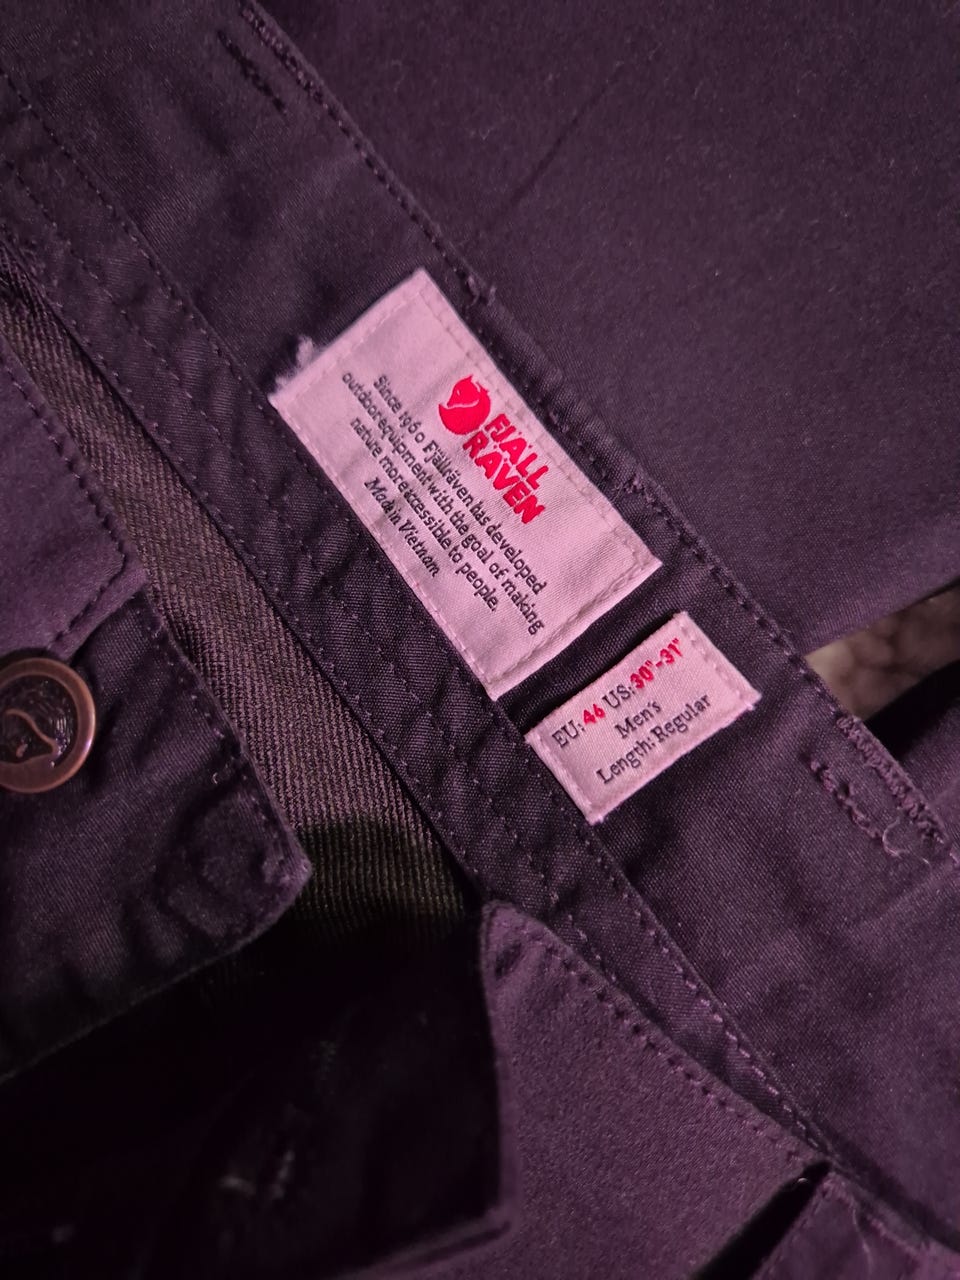 FJÄLL
RÄVEN
Since 1960 Fjällräven has developed
outdoor equipment with the goal of making
nature more accessible to people.
Made in Vietnam
EU: 46 US: 30"-31"
Men's
Length: Regular